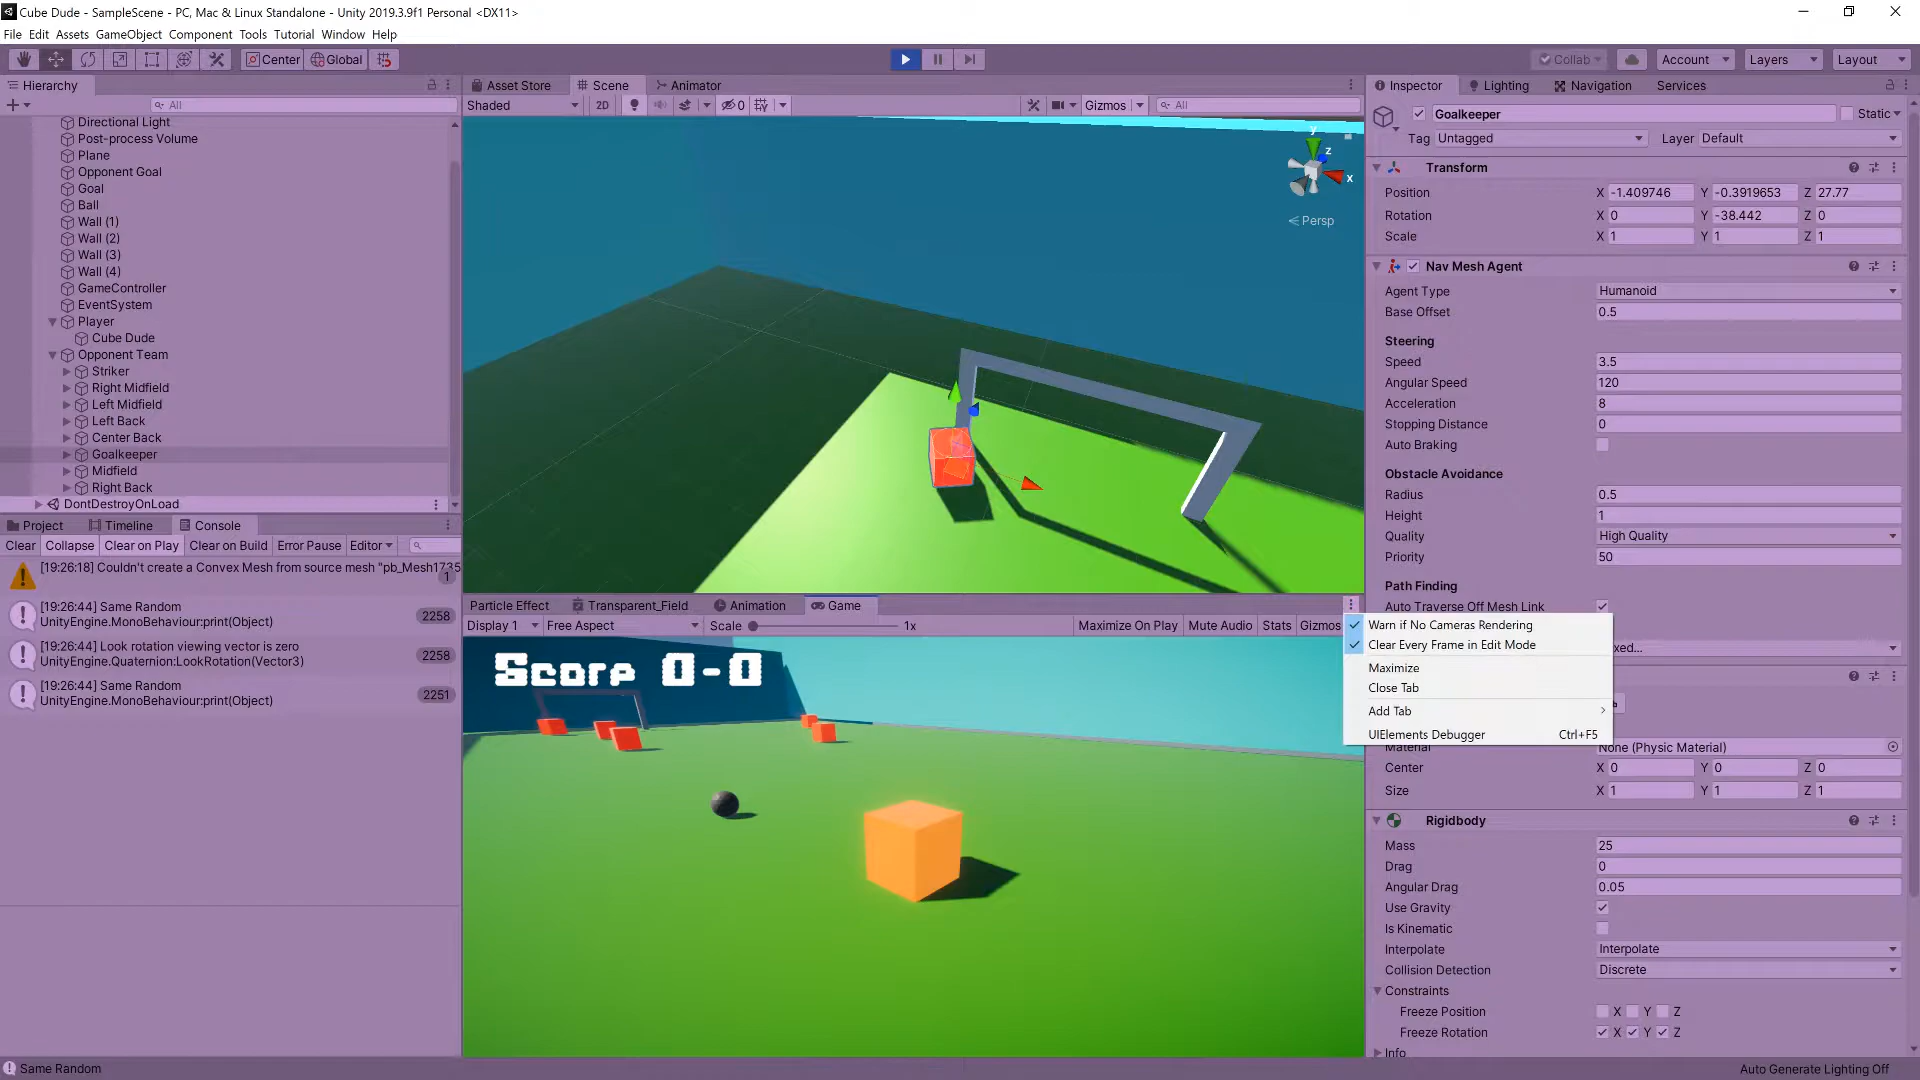 Cube Dude - SampleScene - PC, Mac & Linux Standalone - Unity 2019.3.9f1 Personal <DX11>
File Edit Assets GameObject Component Tools Tutorial Window Help
Center Global Collab Account Layers Layout
Hierarchy
All
Directional Light
Post-process Volume
Plane
Opponent Goal
Goal
Ball
Wall (1)
Wall (2)
Wall (3)
Wall (4)
GameController
EventSystem
Player
Cube Dude
Opponent Team
Striker
Right Midfield
Left Midfield
Left Back
Center Back
Goalkeeper
Midfield
Right Back
DontDestroyOnLoad
Project Timeline Console
Clear Collapse Clear on Play Clear on Build Error Pause Editor
[19:26:18] Couldn't create a Convex Mesh from source mesh "pb_Mesh1735
1
[19:26:44] Same Random
UnityEngine.MonoBehaviour:print(Object)
2258
[19:26:44] Look rotation viewing vector is zero
UnityEngine.Quaternion:LookRotation(Vector3)
2258
[19:26:44] Same Random
UnityEngine.MonoBehaviour:print(Object)
2251
Asset Store Scene Animator
Shaded 2D 0 Gizmos All
y
z
x
Persp
Particle Effect Transparent_Field Animation Game
Display 1 Free Aspect Scale 1x Maximize On Play Mute Audio Stats Gizmos
Score 0-0
Warn if No Cameras Rendering
Clear Every Frame in Edit Mode
Maximize
Close Tab
Add Tab
UIElements Debugger Ctrl+F5
Inspector Lighting Navigation Services
Goalkeeper Static
Tag Untagged Layer Default
Transform
Position X -1.409746 Y -0.3919653 Z 27.77
Rotation X 0 Y -38.442 Z 0
Scale X 1 Y 1 Z 1
Nav Mesh Agent
Agent Type Humanoid
Base Offset 0.5
Steering
Speed 3.5
Angular Speed 120
Acceleration 8
Stopping Distance 0
Auto Braking
Obstacle Avoidance
Radius 0.5
Height 1
Quality High Quality
Priority 50
Path Finding
Auto Traverse Off Mesh Link
xed...
Material None (Physic Material)
Center X 0 Y 0 Z 0
Size X 1 Y 1 Z 1
Rigidbody
Mass 25
Drag 0
Angular Drag 0.05
Use Gravity
Is Kinematic
Interpolate Interpolate
Collision Detection Discrete
Constraints
Freeze Position X Y Z
Freeze Rotation X Y Z
Info
Same Random
Auto Generate Lighting Off